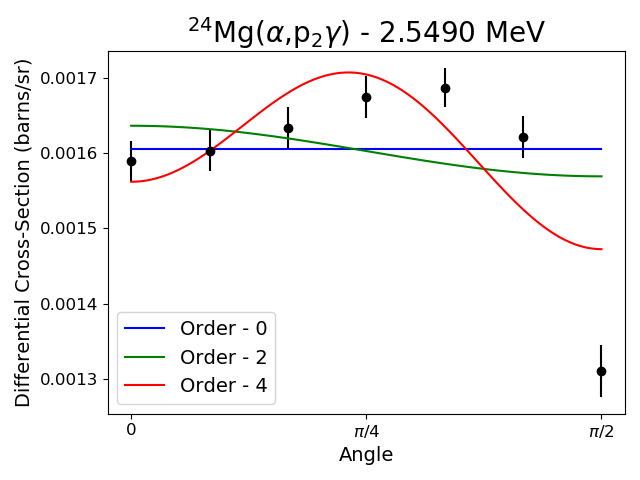 ²⁴Mg(α,p₂γ) - 2.5490 MeV
Differential Cross-Section (barns/sr)
0.0017
0.0016
0.0015
0.0014
0.0013
Order - 0
Order - 2
Order - 4
0
π/4
π/2
Angle